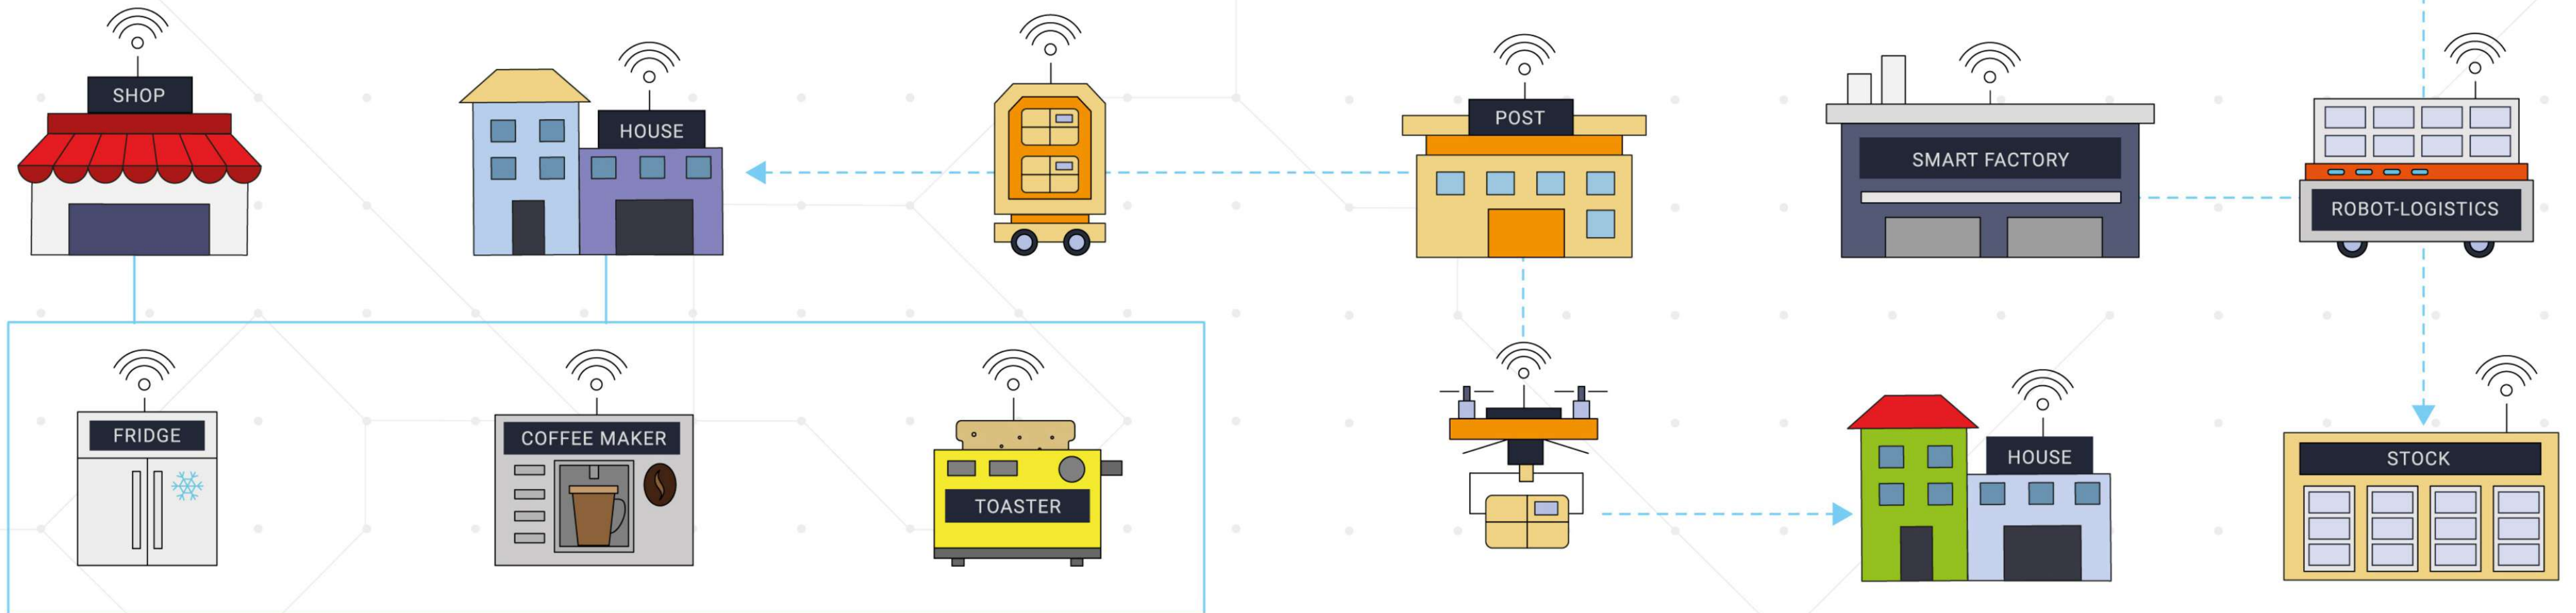 SHOP
HOUSE
POST
SMART FACTORY
ROBOT-LOGISTICS
FRIDGE
COFFEE MAKER
TOASTER
HOUSE
STOCK